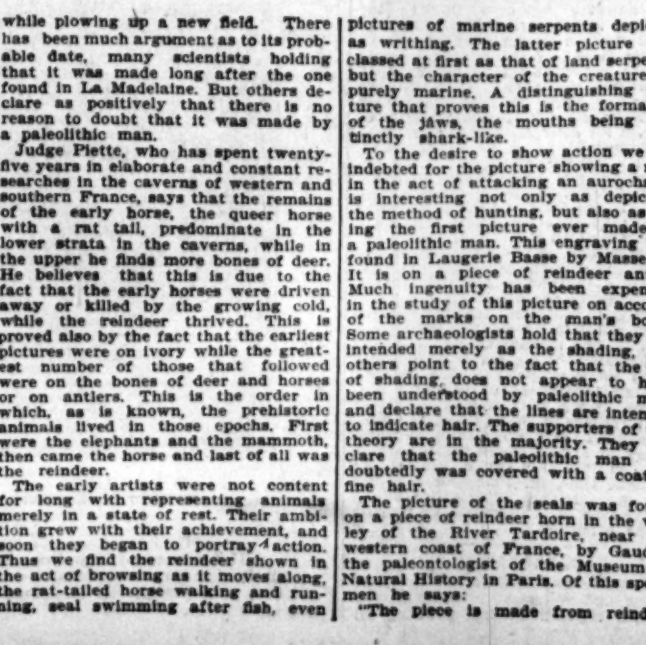 while plowing up a new field. There
has been much argument as to its prob-
able date, many scientists holding
that it was made long after the one
found in La Madelaine. But others de-
clare as positively that there is no
reason to doubt that it was made by
a paleolithic man.
Judge Piette, who has spent twenty-
five years in elaborate and constant re-
searches in the caverns of western and
southern France, says that the remains
of the early horse, the queer horse
with a rat tail, predominate in the
lower strata in the caverns, while in
the upper he finds more bones of deer.
He believes that this is due to the
fact that the early horses were driven
away or killed by the growing cold,
while the reindeer thrived. This is
proved also by the fact that the earliest
pictures were on ivory while the great-
est number of those that followed
were on the bones of deer and horses
or on antlers. This is the order in
which, as is known, the prehistoric
animals lived in those epochs. First
were the elephants and the mammoth,
then came the horse and last of all was
the reindeer.
The early artists were not content
for long with representing animals
merely in a state of rest. Their ambi-
tion grew with their achievement, and
soon they began to portray action.
Thus we find the reindeer shown in
the act of browsing as it moves along,
the rat-tailed horse walking and run-
ning, seal swimming after fish, even
pictures of marine serpents depi
as writhing. The latter picture
classed at first as that of land serpe
but the character of the creature
purely marine. A distinguishing
ture that proves this is the forma
of the jaws, the mouths being
tinctly shark-like.
To the desire to show action we
indebted for the picture showing a
in the act of attacking an auroch
is interesting not only as depic
the method of hunting, but also as
ing the first picture ever made
a paleolithic man. This engraving
found in Laugerie Basse by Masse
It is on a piece of reindeer an
Much ingenuity has been expen
in the study of this picture on acco
of the marks on the man's bo
Some archaeologists hold that they
intended merely as the shading,
others point to the fact that the
of shading, does not appear to h
been understood by paleolithic m
and declare that the lines are inten
to indicate hair. The supporters of
theory are in the majority. They
clare that the paleolithic man
doubtedly was covered with a coat
fine hair.
The picture of the seals was fo
on a piece of reindeer horn in the v
ley of the River Tardoire, near
western coast of France, by Gaud
the paleontologist of the Museum
Natural History in Paris. Of this spe
men he says:
"The piece is made from reind